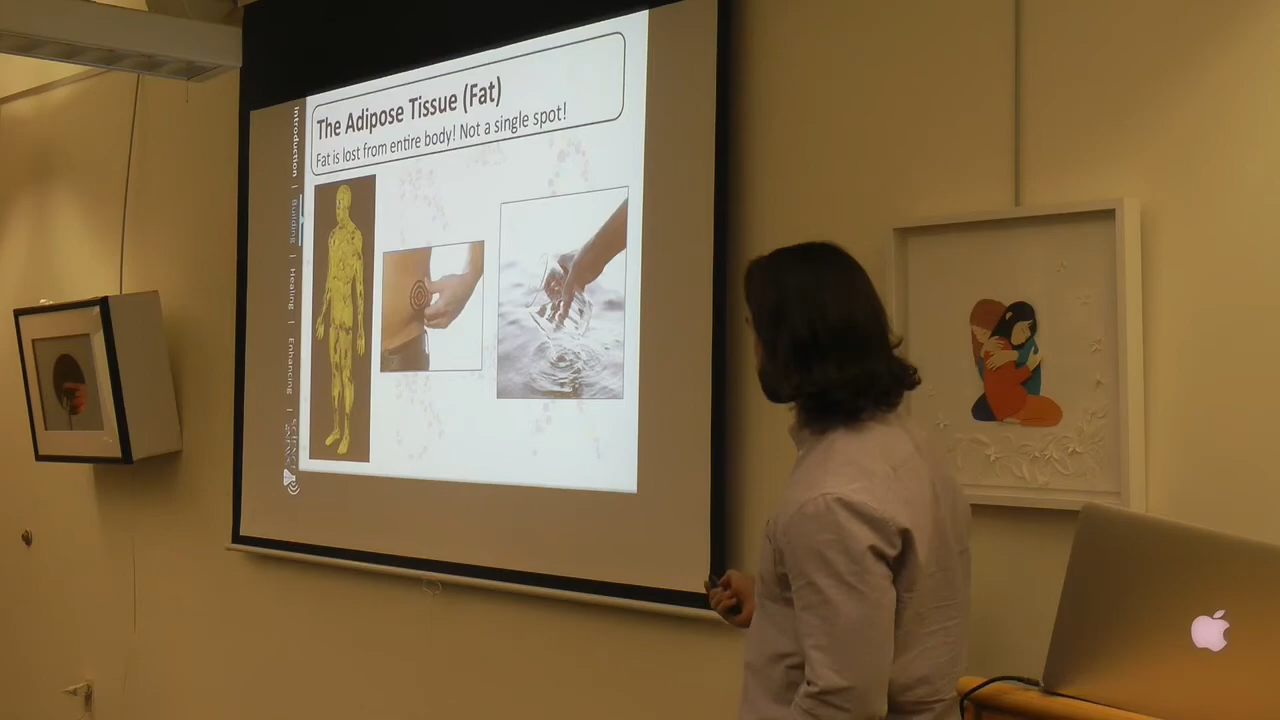 The Adipose Tissue (Fat)
Fat is lost from entire body! Not a single spot!
Introduction | Building | Healing | Enhancing |